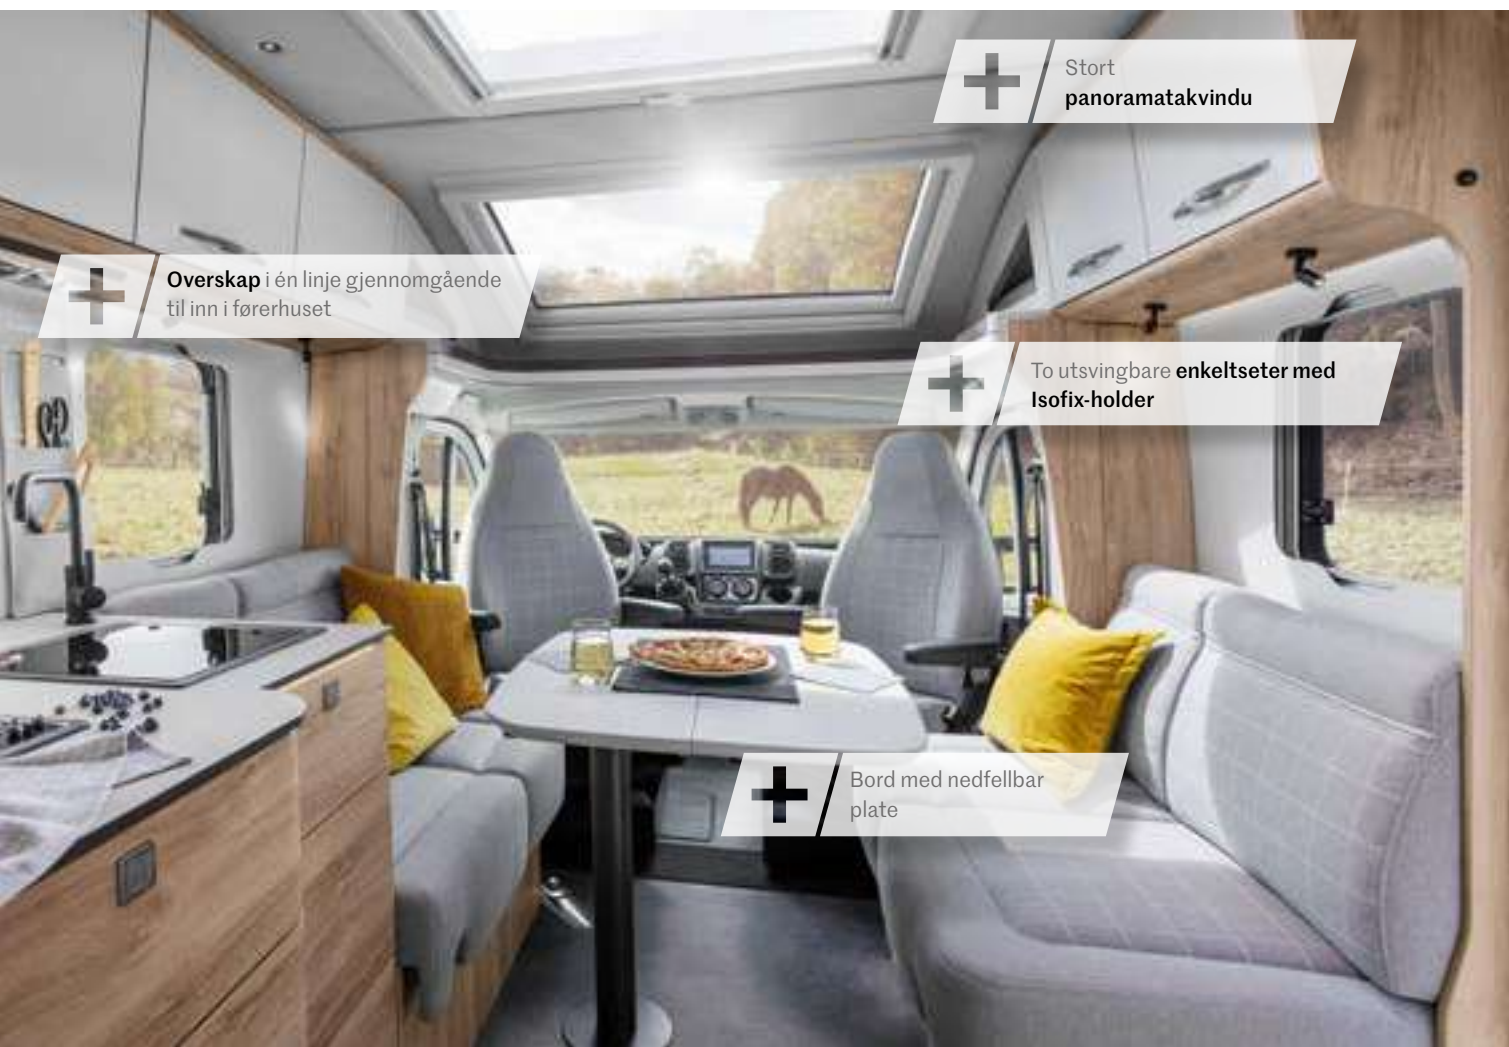 Stort
panoramatakvindu
Overskap i én linje gjennomgående
til inn i førerhuset
To utsvingbare enkeltseter med
Isofix-holder
Bord med nedfellbar
plate